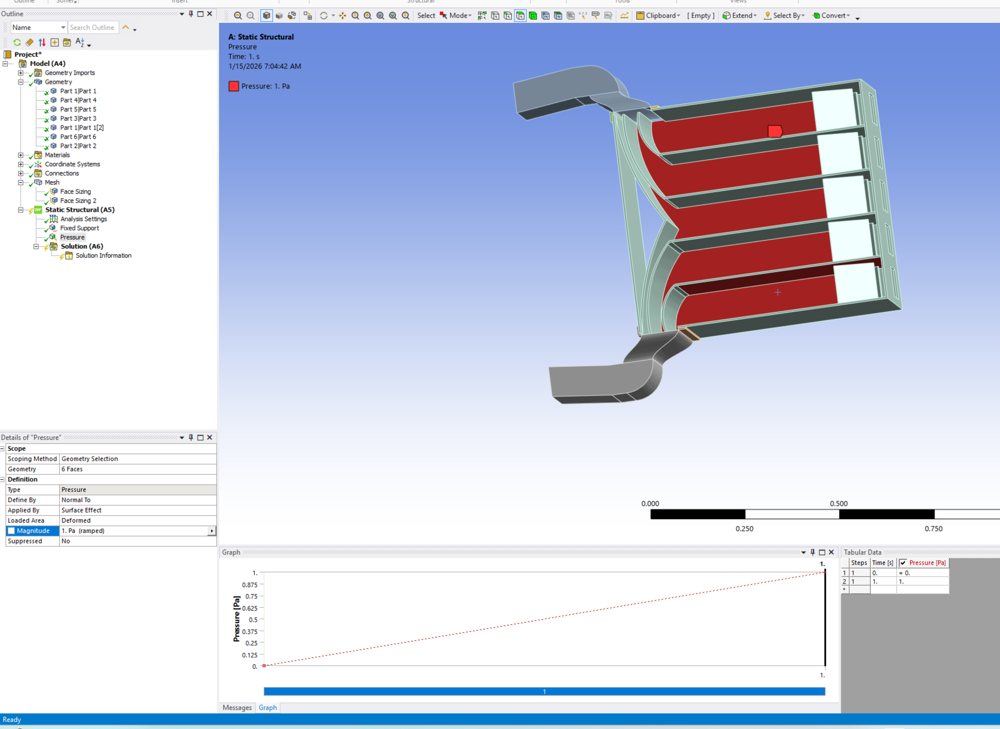 Outline
Solver
Insert
Structural
Tools
Views
Outline
Name
Search Outline
Select
Mode
Clipboard
[ Empty ]
Extend
Select By
Convert
Project*
Model (A4)
Geometry Imports
Geometry
Part 1|Part 1
Part 4|Part 4
Part 5|Part 5
Part 3|Part 3
Part 1|Part 1[2]
Part 6|Part 6
Part 2|Part 2
Materials
Coordinate Systems
Connections
Mesh
Face Sizing
Face Sizing 2
Static Structural (A5)
Analysis Settings
Fixed Support
Pressure
Solution (A6)
Solution Information
A: Static Structural
Pressure
Time: 1. s
1/15/2026 7:04:42 AM
Pressure: 1. Pa
0.000
0.500
0.250
0.750
Details of "Pressure"
Scope
Scoping Method Geometry Selection
Geometry 6 Faces
Definition
Type Pressure
Define By Normal To
Applied By Surface Effect
Loaded Area Deformed
Magnitude 1. Pa (ramped)
Suppressed No
Graph
1.
1.
0.875
0.75
0.625
0.5
0.375
0.25
0.125
0.
Pressure [Pa]
1.
1
Messages Graph
Tabular Data
Steps Time [s] Pressure [Pa]
1 1 0. = 0.
2 1 1. 1.
*
Ready